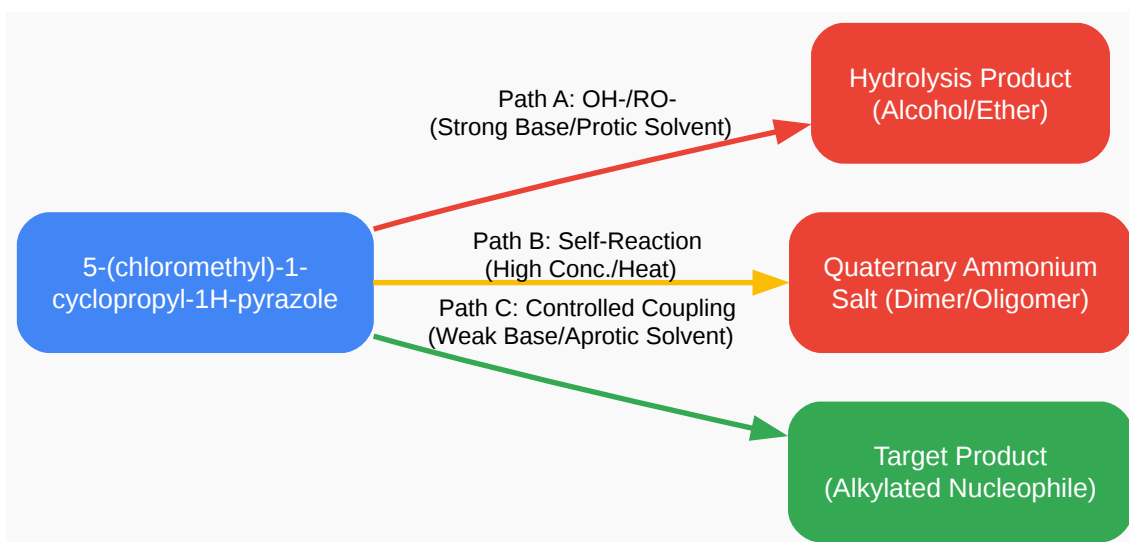 Path A: OH-/RO-
(Strong Base/Protic Solvent)
Hydrolysis Product
(Alcohol/Ether)
5-(chloromethyl)-1-
cyclopropyl-1H-pyrazole
Path B: Self-Reaction
(High Conc./Heat)
Quaternary Ammonium
Salt (Dimer/Oligomer)
Path C: Controlled Coupling
(Weak Base/Aprotic Solvent)
Target Product
(Alkylated Nucleophile)